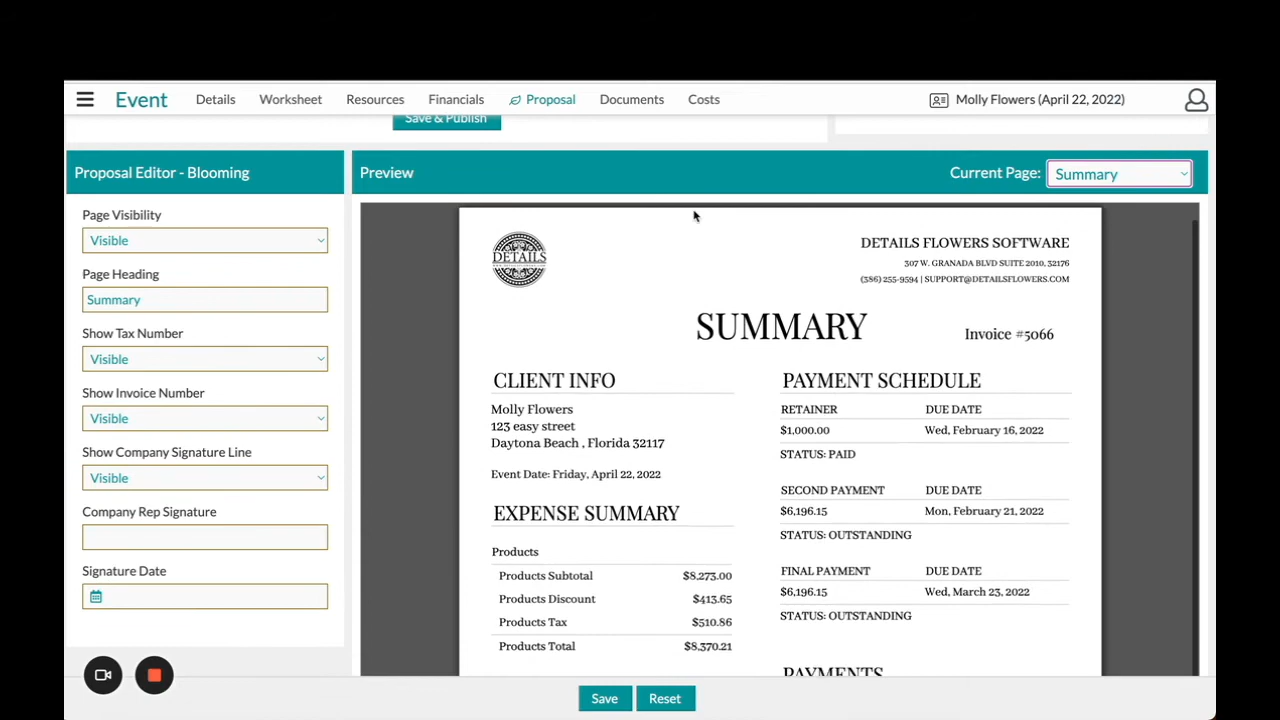 Event Details Worksheet Resources Financials Proposal Documents Costs Molly Flowers (April 22, 2022)
Save & Publish
Proposal Editor - Blooming
Preview
Current Page: Summary
Page Visibility
Visible
Page Heading
Summary
Show Tax Number
Visible
Show Invoice Number
Visible
Show Company Signature Line
Visible
Company Rep Signature
Signature Date
DETAILS
DETAILS FLOWERS SOFTWARE
307 W. GRANADA BLVD SUITE 2010, 32176
(386) 255-9594 | SUPPORT@DETAILSFLOWERS.COM
SUMMARY
Invoice #5066
CLIENT INFO
Molly Flowers
123 easy street
Daytona Beach , Florida 32117
Event Date: Friday, April 22, 2022
EXPENSE SUMMARY
Products
Products Subtotal $8,273.00
Products Discount $413.65
Products Tax $510.86
Products Total $8,370.21
PAYMENT SCHEDULE
RETAINER DUE DATE
$1,000.00 Wed, February 16, 2022
STATUS: PAID
SECOND PAYMENT DUE DATE
$6,196.15 Mon, February 21, 2022
STATUS: OUTSTANDING
FINAL PAYMENT DUE DATE
$6,196.15 Wed, March 23, 2022
STATUS: OUTSTANDING
PAYMENTS
Save Reset